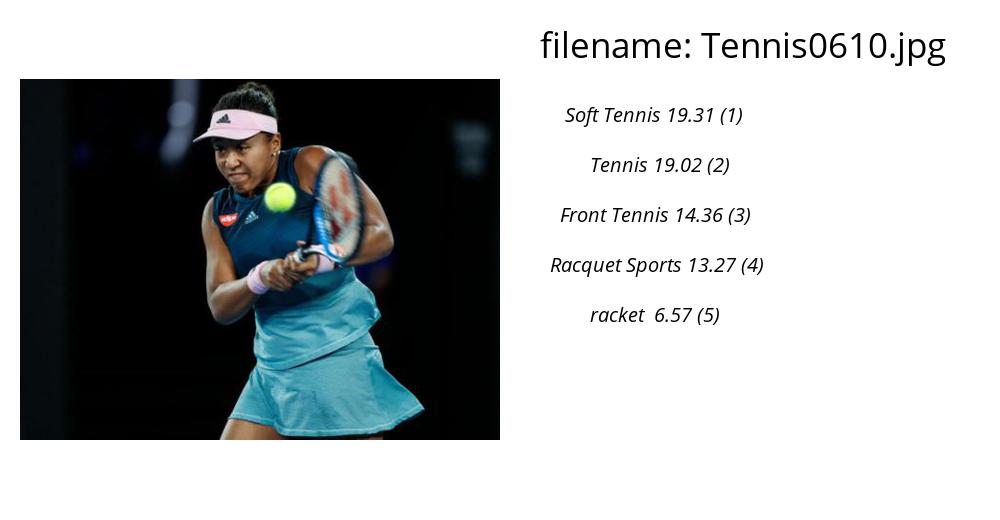 filename: Tennis0610.jpg
Soft Tennis 19.31 (1)
Tennis 19.02 (2)
Front Tennis 14.36 (3)
Racquet Sports 13.27 (4)
racket 6.57 (5)